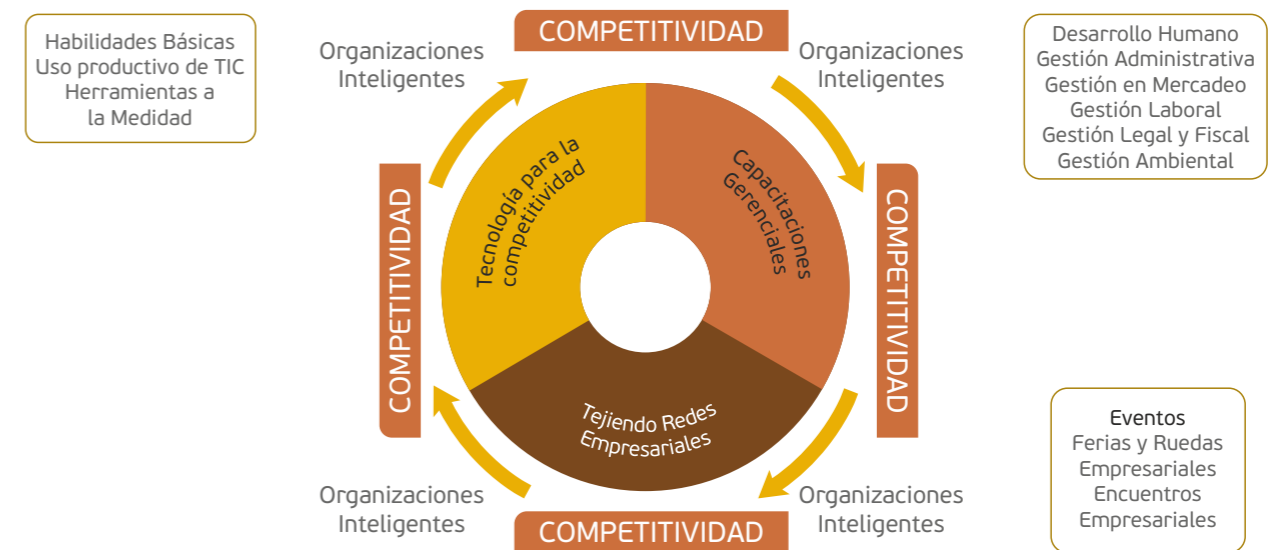 Habilidades Básicas
Uso productivo de TIC
Herramientas a
la Medidad
Organizaciones
Inteligentes
COMPETITIVIDAD
Organizaciones
Inteligentes
Desarrollo Humano
Gestión Administrativa
Gestión en Mercadeo
Gestión Laboral
Gestión Legal y Fiscal
Gestión Ambiental
COMPETITIVIDAD
Tecnología para la
competitividad
Capacitaciones
Gerenciales
COMPETITIVIDAD
Tejiendo Redes
Empresariales
Eventos
Ferias y Ruedas
Empresariales
Encuentros
Empresariales
Organizaciones
Inteligentes
COMPETITIVIDAD
Organizaciones
Inteligentes